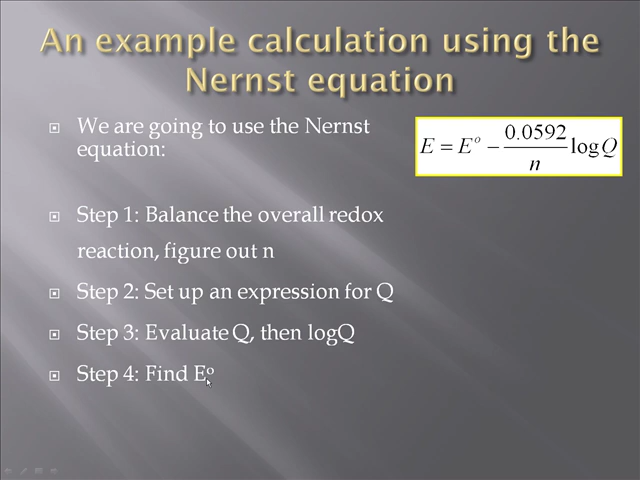 An example calculation using the
Nernst equation
We are going to use the Nernst
equation:
E = Eº − 0.0592/n logQ
Step 1: Balance the overall redox
reaction, figure out n
Step 2: Set up an expression for Q
Step 3: Evaluate Q, then logQ
Step 4: Find Eº